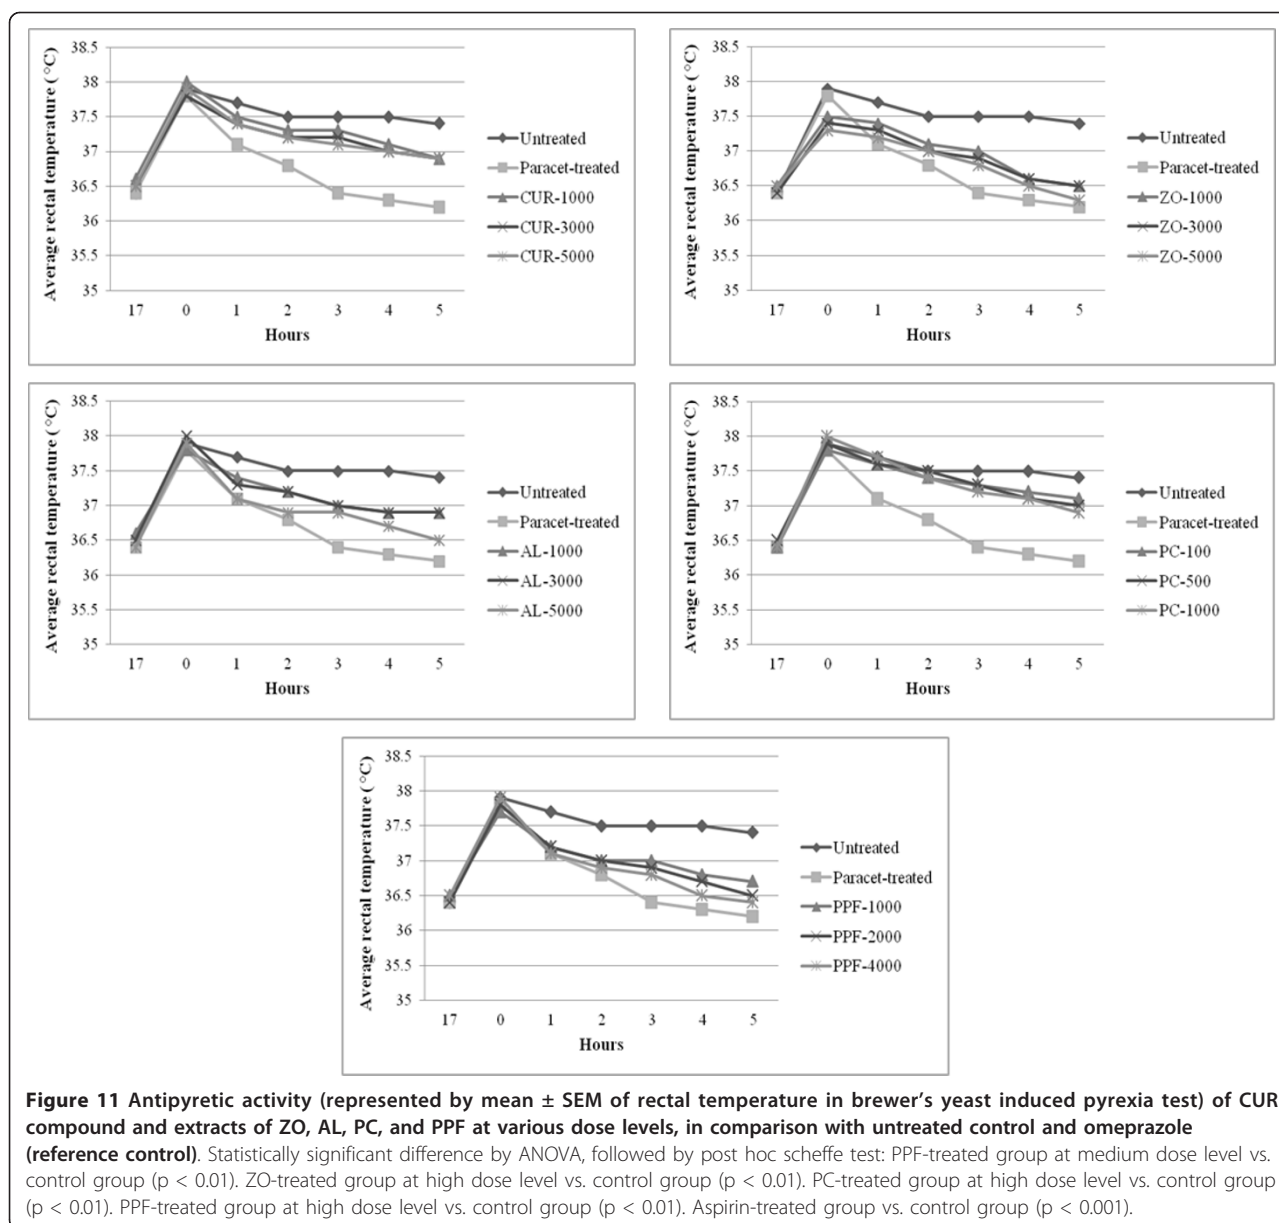 Average rectal temperature (°C)
38.5
38
37.5
37
36.5
36
35.5
35
17 0 1 2 3 4 5
Hours
Untreated
Paracet-treated
CUR-1000
CUR-3000
CUR-5000
Average rectal temperature (°C)
38.5
38
37.5
37
36.5
36
35.5
35
17 0 1 2 3 4 5
Hours
Untreated
Paracet-treated
ZO-1000
ZO-3000
ZO-5000
Average rectal temperature (°C)
38.5
38
37.5
37
36.5
36
35.5
35
17 0 1 2 3 4 5
Hours
Untreated
Paracet-treated
AL-1000
AL-3000
AL-5000
Average rectal temperature (°C)
38.5
38
37.5
37
36.5
36
35.5
35
17 0 1 2 3 4 5
Hours
Untreated
Paracet-treated
PC-100
PC-500
PC-1000
Average rectal temperature (°C)
38.5
38
37.5
37
36.5
36
35.5
35
17 0 1 2 3 4 5
Hours
Untreated
Paracet-treated
PPF-1000
PPF-2000
PPF-4000
Figure 11 Antipyretic activity (represented by mean ± SEM of rectal temperature in brewer's yeast induced pyrexia test) of CUR
compound and extracts of ZO, AL, PC, and PPF at various dose levels, in comparison with untreated control and omeprazole
(reference control). Statistically significant difference by ANOVA, followed by post hoc scheffe test: PPF-treated group at medium dose level vs.
control group (p < 0.01). ZO-treated group at high dose level vs. control group (p < 0.01). PC-treated group at high dose level vs. control group
(p < 0.01). PPF-treated group at high dose level vs. control group (p < 0.01). Aspirin-treated group vs. control group (p < 0.001).